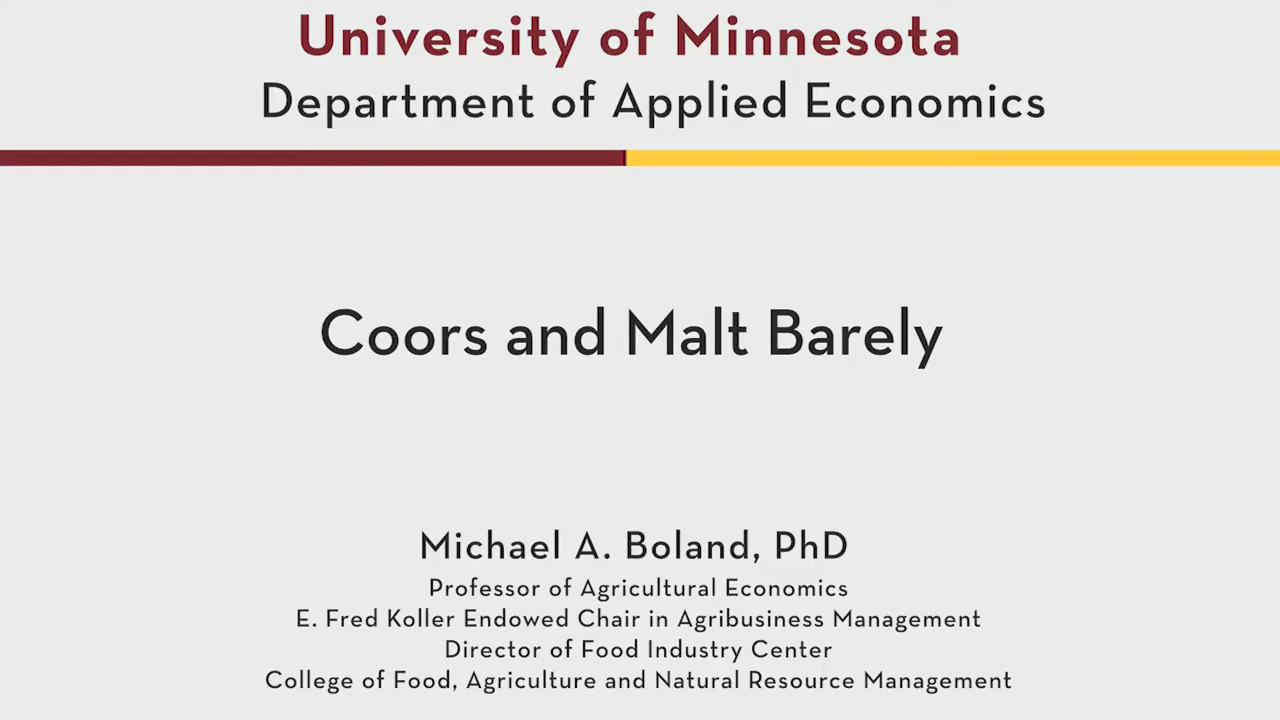 University of Minnesota
Department of Applied Economics
Coors and Malt Barely
Michael A. Boland, PhD
Professor of Agricultural Economics
E. Fred Koller Endowed Chair in Agribusiness Management
Director of Food Industry Center
College of Food, Agriculture and Natural Resource Management